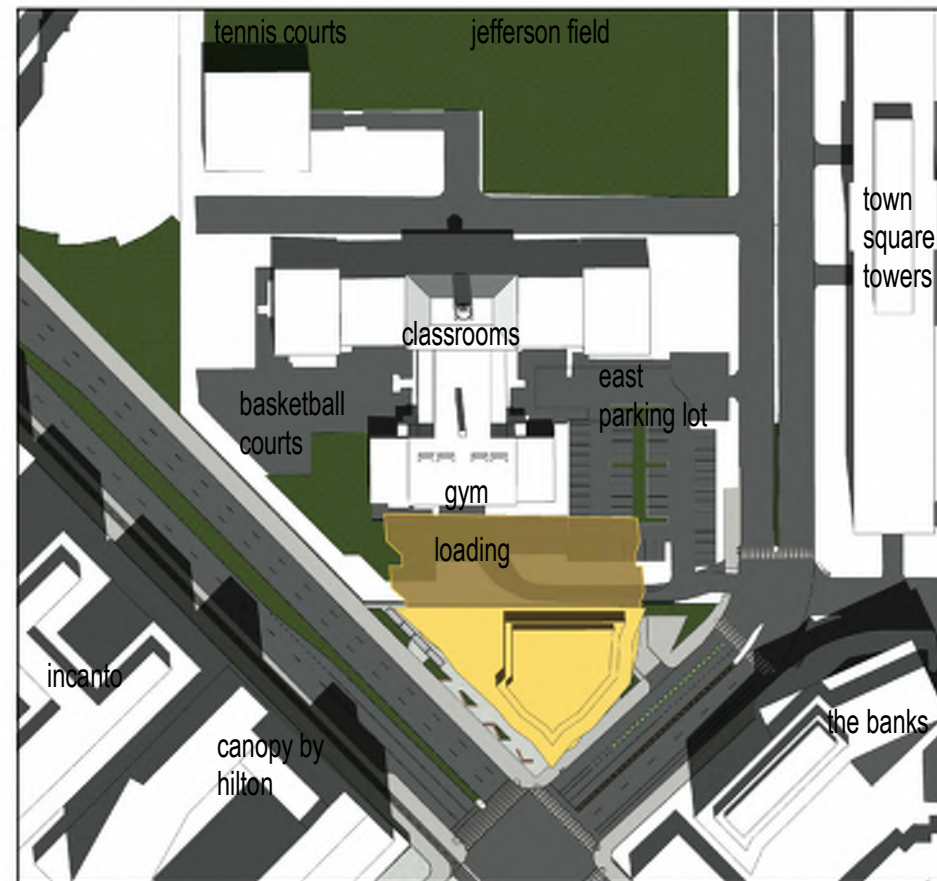 tennis courts
jefferson field
town
square
towers
classrooms
east
parking lot
basketball
courts
gym
loading
incanto
canopy by
hilton
the banks